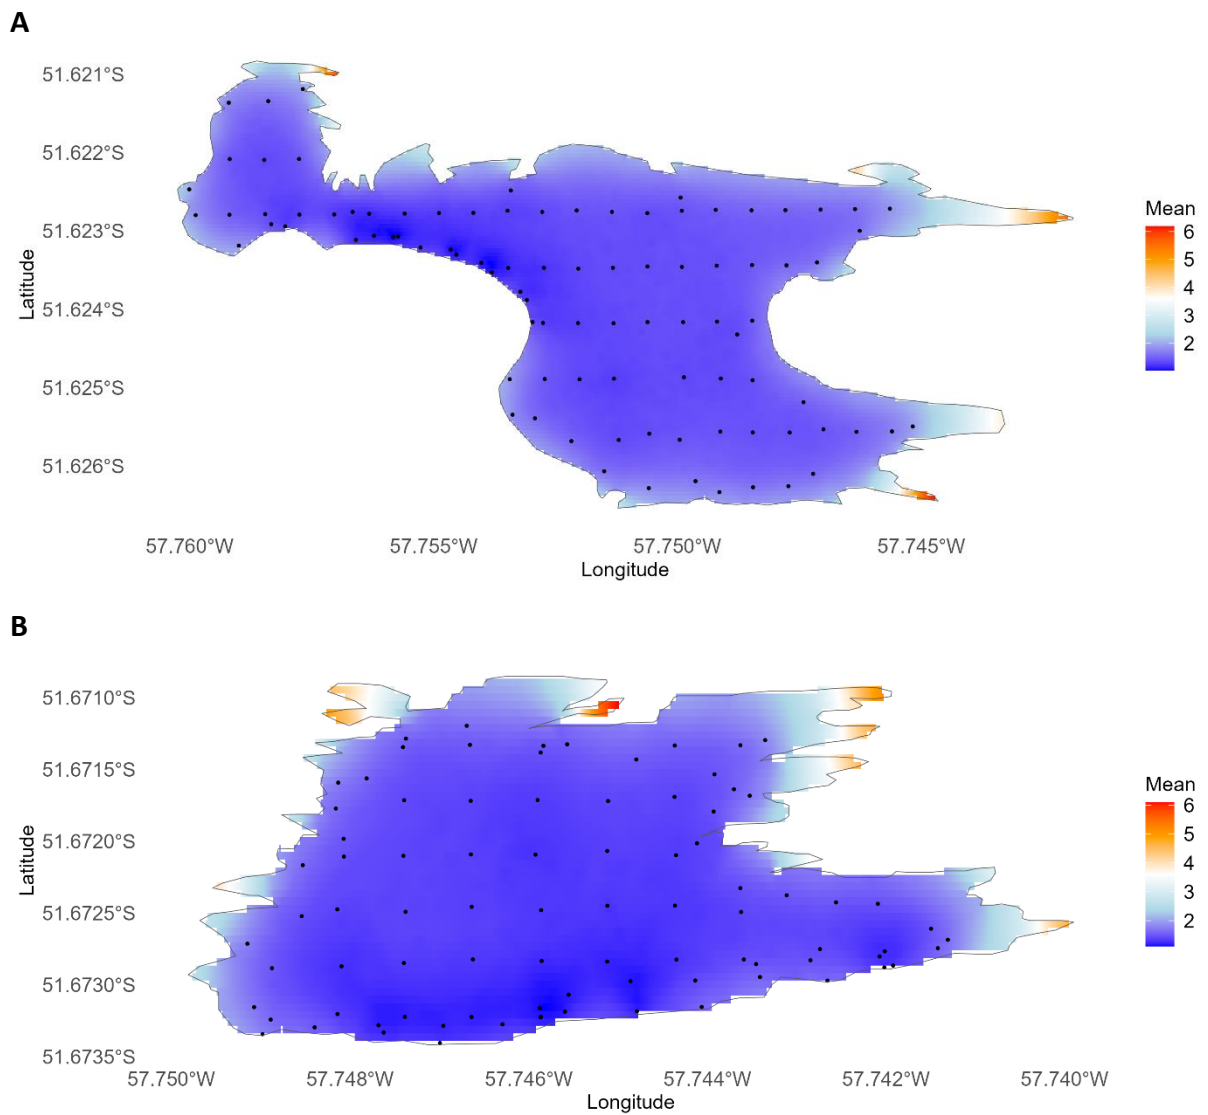 A
51.621°S
51.622°S
51.623°S
51.624°S
51.625°S
51.626°S
Latitude
57.760°W 57.755°W 57.750°W 57.745°W
Longitude
Mean
6
5
4
3
2
B
51.6710°S
51.6715°S
51.6720°S
51.6725°S
51.6730°S
51.6735°S
Latitude
57.750°W 57.748°W 57.746°W 57.744°W 57.742°W 57.740°W
Longitude
Mean
6
5
4
3
2